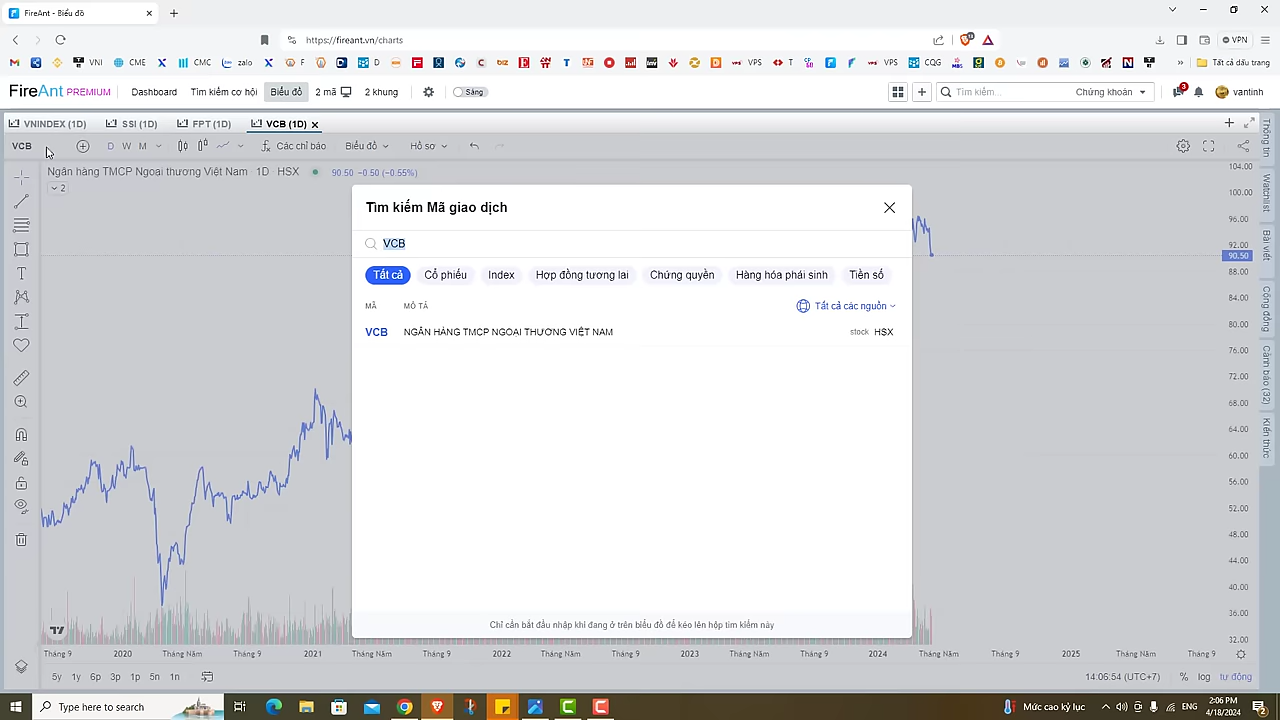 FireAnt - Biểu đồ
https://fireant.vn/charts
VPN
VNI CME CMC zalo F D VPS T VPS CQG Tất cả dấu trang
FireAnt PREMIUM Dashboard Tìm kiếm cơ hội Biểu đồ 2 mã 2 khung Sáng Tìm kiếm... Chứng khoán 3 vantinh
VNINDEX (1D) SSI (1D) FPT (1D) VCB (1D)
VCB D W M Các chỉ báo Biểu đồ Hồ sơ
Ngân hàng TMCP Ngoại thương Việt Nam 1D HSX 90.50 −0.50 (−0.55%)
2
Tìm kiếm Mã giao dịch
VCB
Tất cả Cổ phiếu Index Hợp đồng tương lai Chứng quyền Hàng hóa phái sinh Tiền số
MÃ MÔ TẢ Tất cả các nguồn
VCB NGÂN HÀNG TMCP NGOẠI THƯƠNG VIỆT NAM stock HSX
Chỉ cần bắt đầu nhập khi đang ở trên biểu đồ để kéo lên hộp tìm kiếm này
104.00
100.00
96.00
92.00
90.50
88.00
84.00
80.00
76.00
72.00
68.00
64.00
60.00
56.00
52.00
48.00
44.00
40.00
36.00
32.00
Thông tin
Watchlist
Bài viết
Cộng đồng
Cảnh báo (32)
Kiến thức
Tháng 9 2020 Tháng Năm Tháng 9 2021 Tháng Năm Tháng 9 2022 Tháng Năm Tháng 9 2023 Tháng Năm Tháng 9 2024 Tháng Năm Tháng 9 2025 Tháng Năm Tháng 9
5y 1y 6p 3p 1p 5n 1n 14:06:54 (UTC+7) % log tự động
Type here to search Mức cao kỷ lục ENG 2:06 PM
4/18/2024